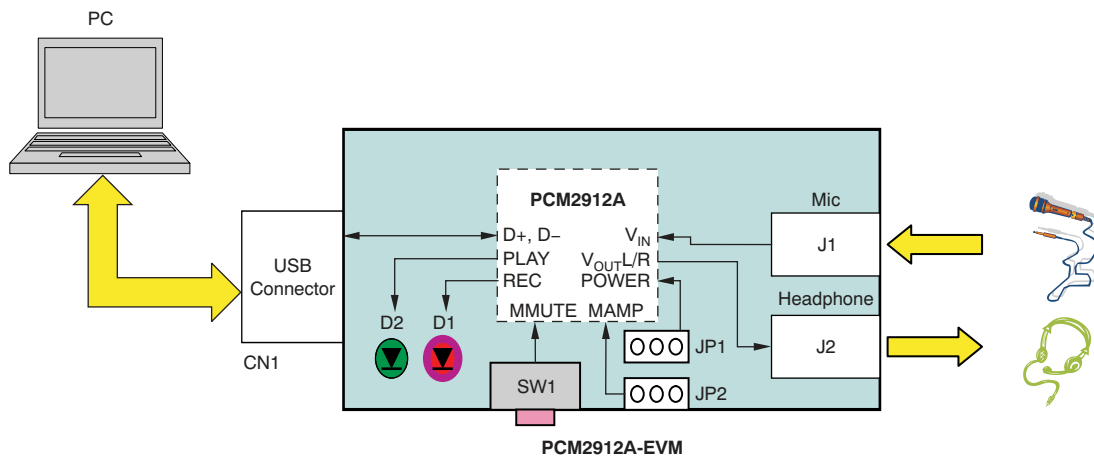 PC
PCM2912A
Mic
D+, D−
V_IN
J1
USB
Connector
PLAY
V_OUT L/R
REC
POWER
Headphone
D2
D1
MMUTE
MAMP
JP1
J2
CN1
SW1
JP2
PCM2912A-EVM